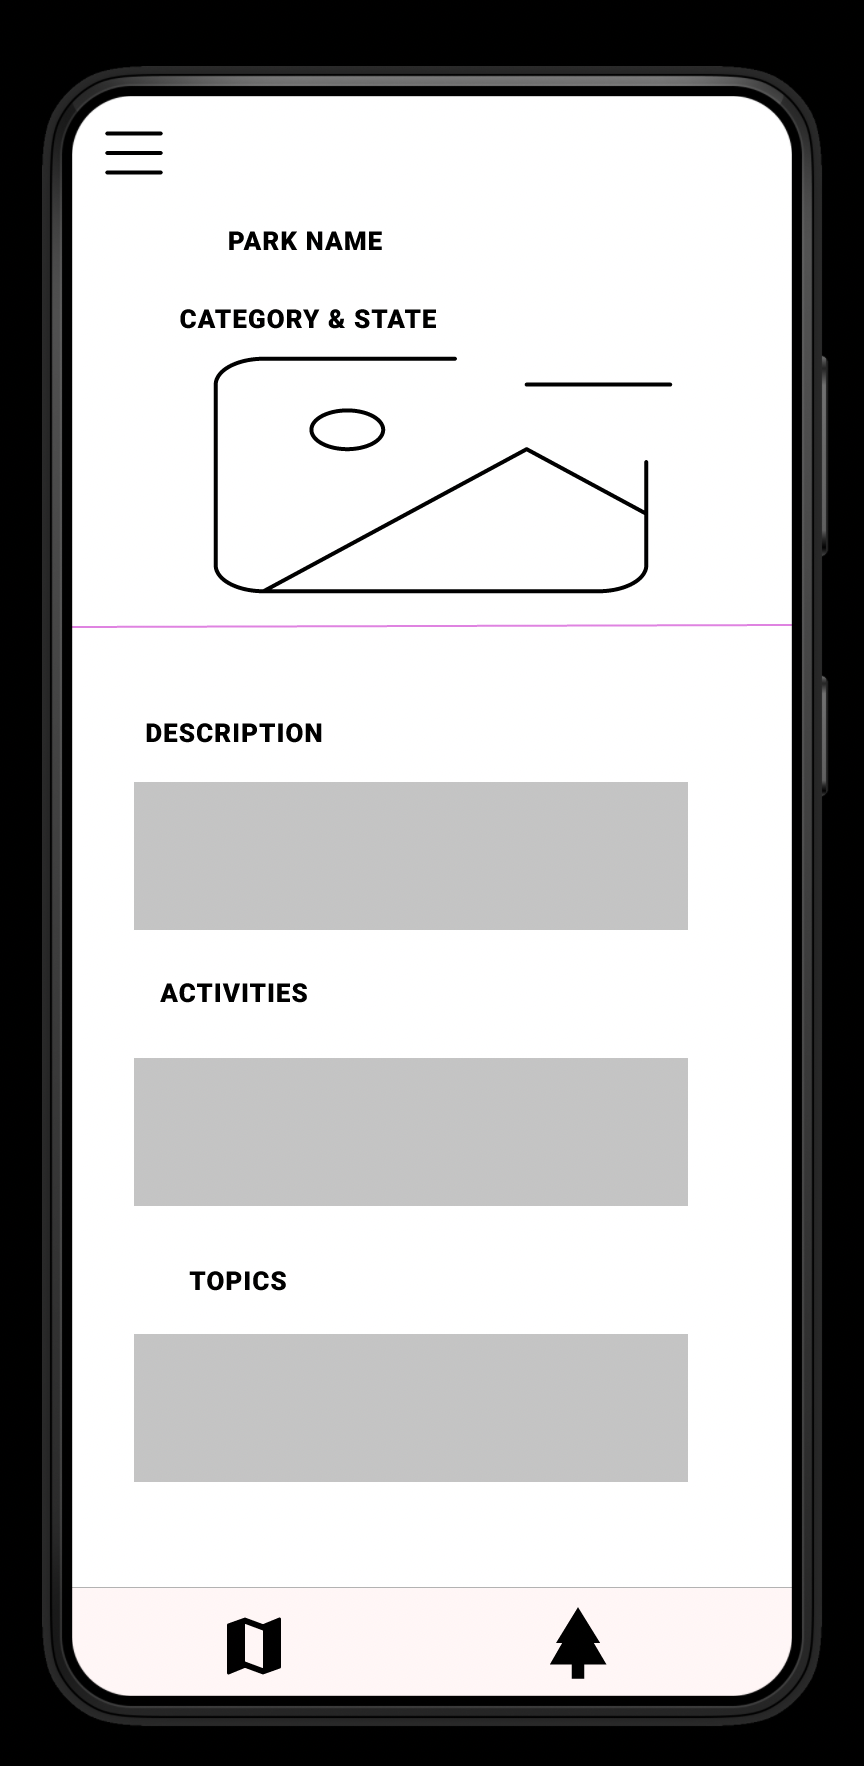 PARK NAME
CATEGORY & STATE
DESCRIPTION
ACTIVITIES
TOPICS